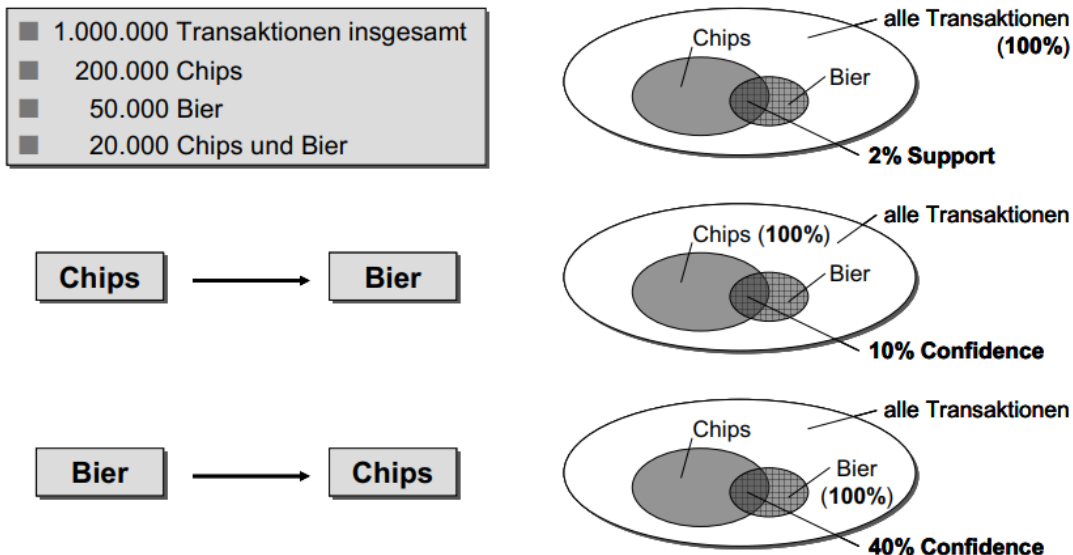 1.000.000 Transaktionen insgesamt
200.000 Chips
50.000 Bier
20.000 Chips und Bier
alle Transaktionen
(100%)
Chips
Bier
2% Support
Chips
Bier
alle Transaktionen
Chips (100%)
Bier
10% Confidence
Bier
Chips
alle Transaktionen
Chips
Bier
(100%)
40% Confidence